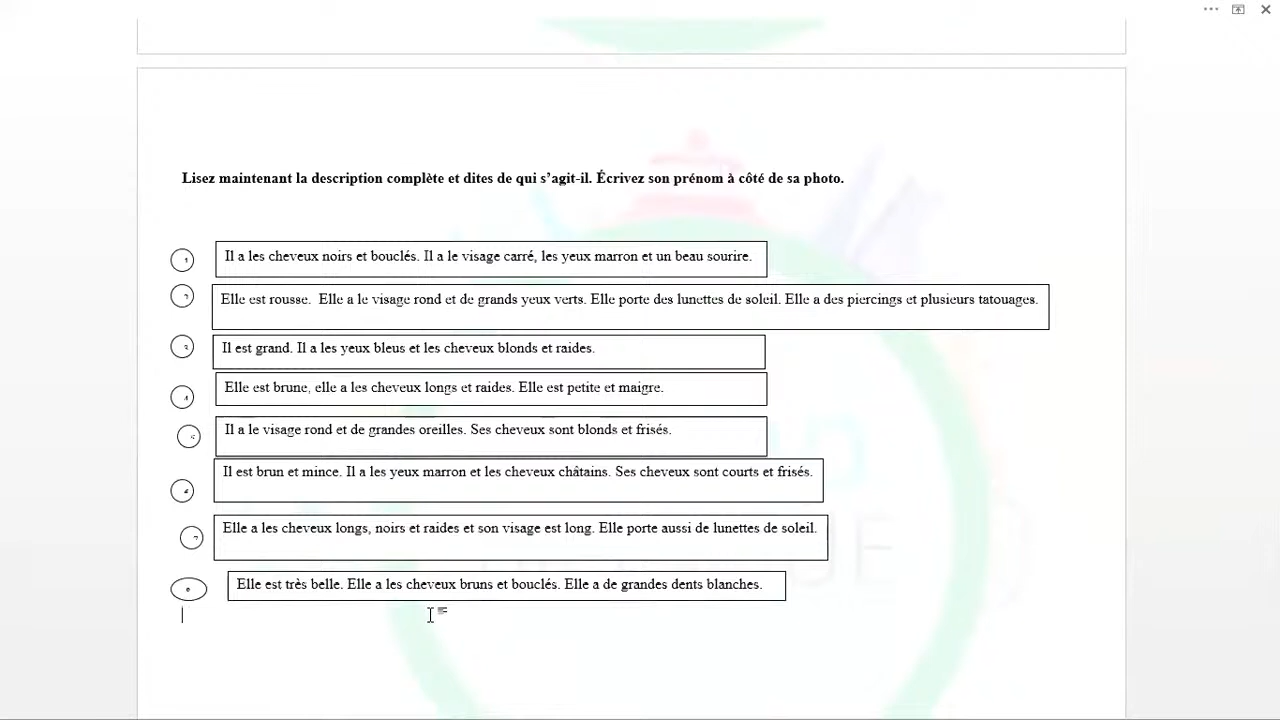 Lisez maintenant la description complète et dites de qui s’agit-il. Écrivez son prénom à côté de sa photo.
1 Il a les cheveux noirs et bouclés. Il a le visage carré, les yeux marron et un beau sourire.
Elle est rousse. Elle a le visage rond et de grands yeux verts. Elle porte des lunettes de soleil. Elle a des piercings et plusieurs tatouages.
Il est grand. Il a les yeux bleus et les cheveux blonds et raides.
Elle est brune, elle a les cheveux longs et raides. Elle est petite et maigre.
Il a le visage rond et de grandes oreilles. Ses cheveux sont blonds et frisés.
Il est brun et mince. Il a les yeux marron et les cheveux châtains. Ses cheveux sont courts et frisés.
7 Elle a les cheveux longs, noirs et raides et son visage est long. Elle porte aussi de lunettes de soleil.
Elle est très belle. Elle a les cheveux bruns et bouclés. Elle a de grandes dents blanches.